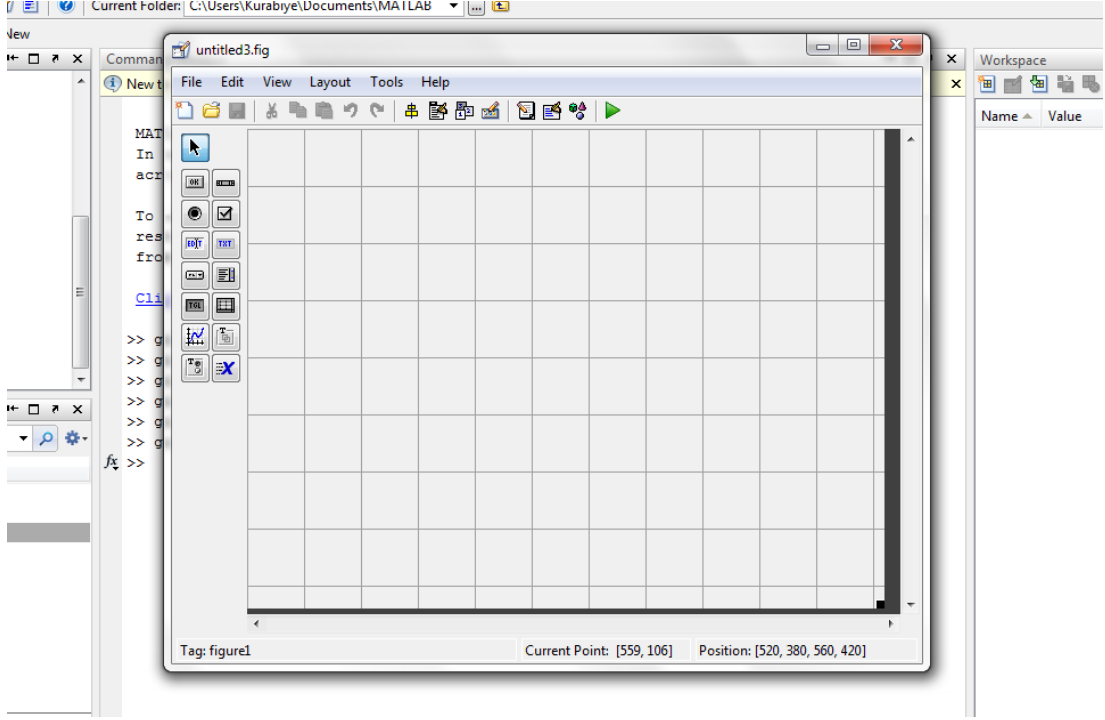 Current Folder: C:\Users\Kurabiye\Documents\MATLAB
New
Comman
untitled3.fig
Workspace
New t
File Edit View Layout Tools Help
Name Value
MAT
In
acr
To
res
fro
Cli
>> g
>> g
>> g
>> g
>> g
>> g
fx >>
OK
EDIT TXT
TGL
T
T
X
Tag: figure1
Current Point: [559, 106]
Position: [520, 380, 560, 420]